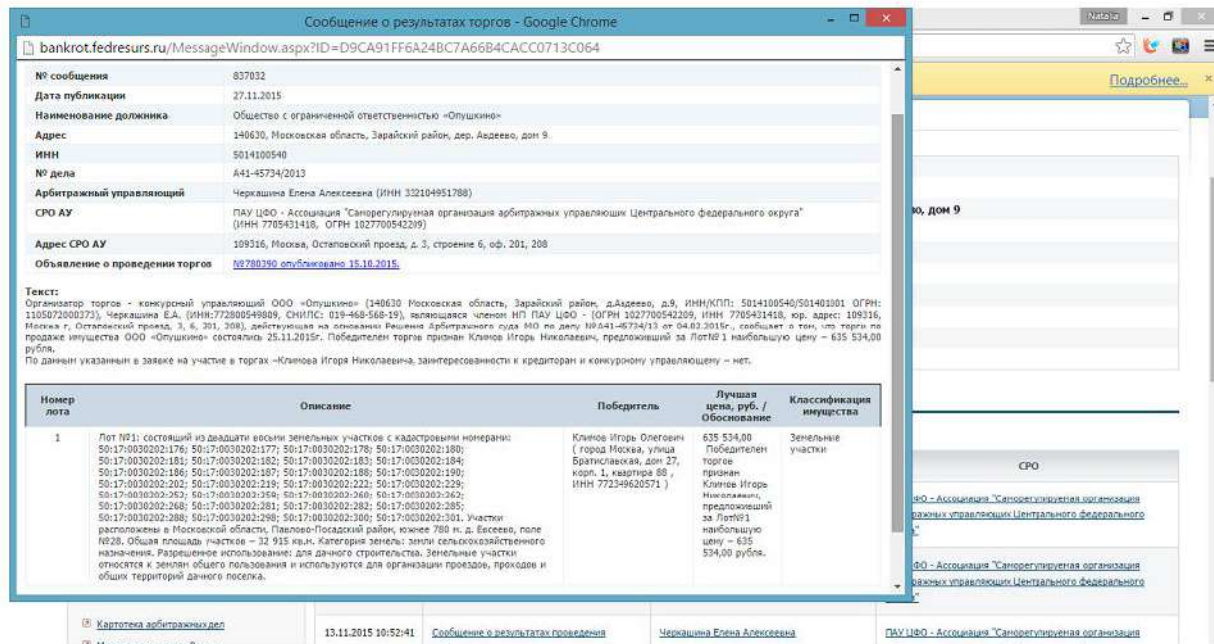 Сообщение о результатах торгов - Google Chrome
Natalja
bankrot.fedresurs.ru/MessageWindow.aspx?ID=D9CA91FF6A24BC7A66B4CACC0713C064
Подробнее...
№ сообщения 837032
Дата публикации 27.11.2015
Наименование должника Общество с ограниченной ответственностью «Опушкино»
Адрес 140630, Московская область, Зарайский район, дер. Авдеево, дом 9
ИНН 5014100540
№ дела А41-45734/2013
Арбитражный управляющий Черкашина Елена Алексеевна (ИНН 332104951788)
СРО АУ ПАУ ЦФО - Ассоциация "Саморегулируемая организация арбитражных управляющих Центрального федерального округа"
(ИНН 7705431418, ОГРН 1027700542209)
во, дом 9
Адрес СРО АУ 109316, Москва, Остаповский проезд, д. 3, строение 6, оф. 201, 208
Объявление о проведении торгов №780390 опубликовано 15.10.2015.
Текст:
Организатор торгов - конкурсный управляющий ООО «Опушкино» (140630 Московская область, Зарайский район, д.Авдеево, д.9, ИНН/КПП: 5014100540/501401001 ОГРН:
1105072000373), Черкашина Е.А. (ИНН:772800549809, СНИЛС: 019-468-568-19), являющаяся членом НП ПАУ ЦФО - (ОГРН 1027700542209, ИНН 7705431418, юр. адрес: 109316,
Москва г, Остаповский проезд, 3, 6, 201, 208), действующая на основании Решения Арбитражного суда МО по делу №А41-45734/13 от 04.02.2015г., сообщает о том, что торги по
продаже имущества ООО «Опушкино» состоялись 25.11.2015г. Победителем торгов признан Климов Игорь Николаевич, предложивший за Лот№ 1 наибольшую цену – 635 534,00
рубля.
По данным указанным в заявке на участие в торгах –Климова Игоря Николаевича, заинтересованности к кредиторам и конкурсному управляющему – нет.
Номер лота Описание Победитель Лучшая цена, руб. / Обоснование Классификация имущества
1
Лот №1: состоящий из двадцати восьми земельных участков с кадастровыми номерами:
50:17:0030202:176; 50:17:0030202:177; 50:17:0030202:178; 50:17:0030202:180;
50:17:0030202:181; 50:17:0030202:182; 50:17:0030202:183; 50:17:0030202:184;
50:17:0030202:186; 50:17:0030202:187; 50:17:0030202:188; 50:17:0030202:190;
50:17:0030202:202; 50:17:0030202:219; 50:17:0030202:222; 50:17:0030202:229;
50:17:0030202:252; 50:17:0030202:259; 50:17:0030202:260; 50:17:0030202:262;
50:17:0030202:268; 50:17:0030202:281; 50:17:0030202:282; 50:17:0030202:285;
50:17:0030202:288; 50:17:0030202:298; 50:17:0030202:300; 50:17:0030202:301. Участки
расположены в Московской области, Павлово-Посадский район, южнее 780 м. д. Евсеево, поле
№28. Общая площадь участков – 32 915 кв.м. Категория земель: земли сельскохозяйственного
назначения. Разрешенное использование: для дачного строительства. Земельные участки
относятся к землям общего пользования и используются для организации проездов, проходов и
общих территорий дачного поселка.
Климов Игорь Олегович
( город Москва, улица
Братиславская, дом 27,
корп. 1, квартира 88 ,
ИНН 772349620571 )
635 534,00
Победителем
торгов
признан
Климов Игорь
Николаевич,
предложивший
за Лот№1
наибольшую
цену – 635
534,00 рубля.
Земельные
участки
СРО
ФО - Ассоциация "Саморегулируемая организация
ражных управляющих Центрального федерального
ФО - Ассоциация "Саморегулируемая организация
ражных управляющих Центрального федерального
Картотека арбитражных дел
13.11.2015 10:52:41 Сообщение о результатах проведения Черкашина Елена Алексеевна ПАУ ЦФО - Ассоциация "Саморегулируемая организация